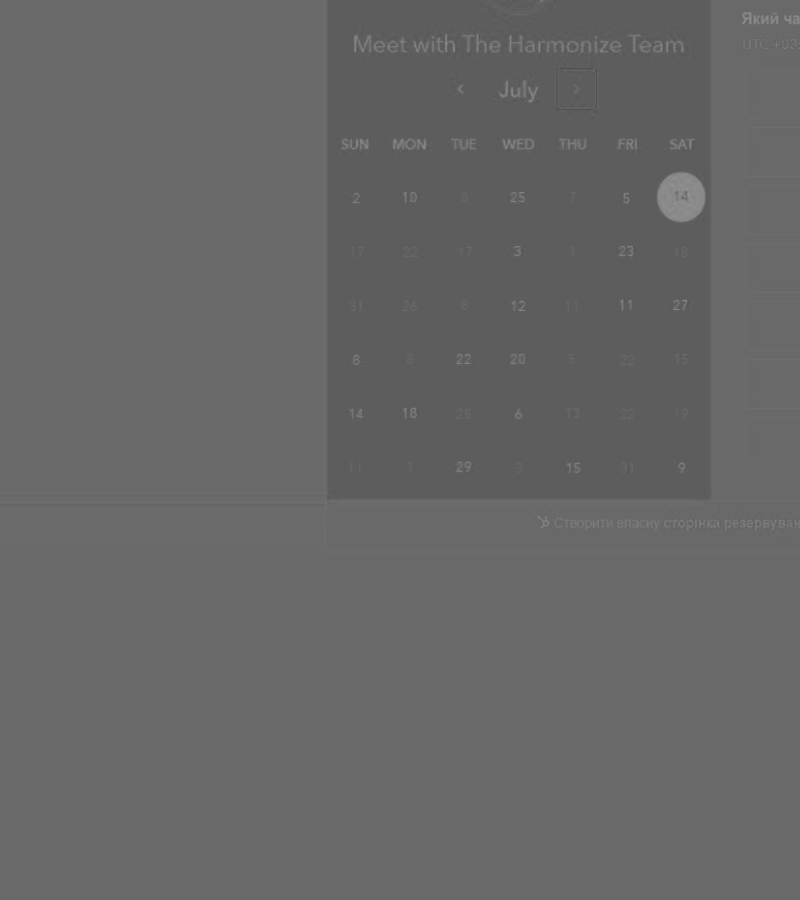 Який ча
UTC +03:
Meet with The Harmonize Team
July
SUN MON TUE WED THU FRI SAT
2 10 8 25 7 5 14
17 22 17 3 1 23 18
31 26 8 12 11 11 27
8 8 22 20 5 22 15
14 18 25 6 13 22 19
11 1 29 3 15 31 9
Створити власну сторінка резервуван